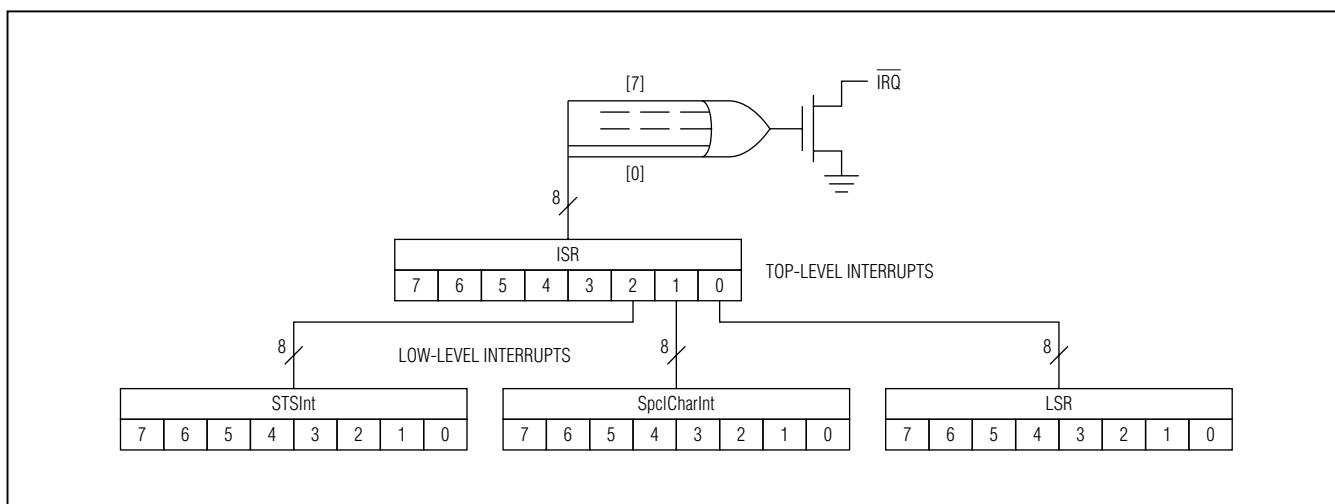 [7]
IRQ
[0]
8
ISR
7 6 5 4 3 2 1 0
TOP-LEVEL INTERRUPTS
8
LOW-LEVEL INTERRUPTS
8
8
STSInt
7 6 5 4 3 2 1 0
SpclCharInt
7 6 5 4 3 2 1 0
LSR
7 6 5 4 3 2 1 0